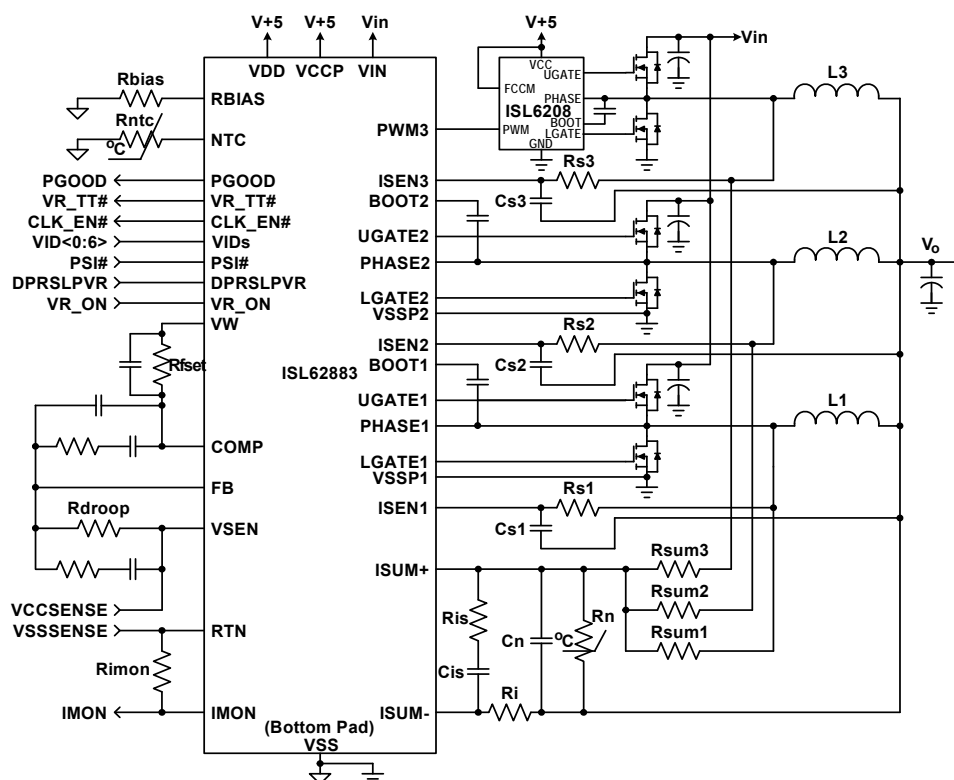 V+5 V+5 Vin
VDD VCCP VIN
Rbias
RBIAS
Rntc
°C
NTC
PGOOD PGOOD
VR_TT# VR_TT#
CLK_EN# CLK_EN#
VID<0:6> VIDs
PSI# PSI#
DPRSLPVR DPRSLPVR
VR_ON VR_ON
VW
Rfset
ISL62883
COMP
FB
Rdroop
VSEN
VCCSENSE
VSSSENSE RTN
Rimon
IMON IMON
(Bottom Pad)
VSS
PWM3
ISEN3
BOOT2
UGATE2
PHASE2
LGATE2
VSSP2
ISEN2
BOOT1
UGATE1
PHASE1
LGATE1
VSSP1
ISEN1
ISUM+
ISUM-
V+5
VCC
UGATE
FCCM
ISL6208
PHASE
BOOT
PWM
LGATE
GND
Vin
L3
Rs3
Cs3
L2
Vo
Rs2
Cs2
L1
Rs1
Cs1
Rsum3
Rsum2
Rsum1
Ris
Cn
°C
Rn
Cis
Ri